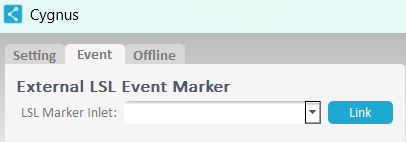 Cygnus
Setting Event Offline
External LSL Event Marker
LSL Marker Inlet: Link